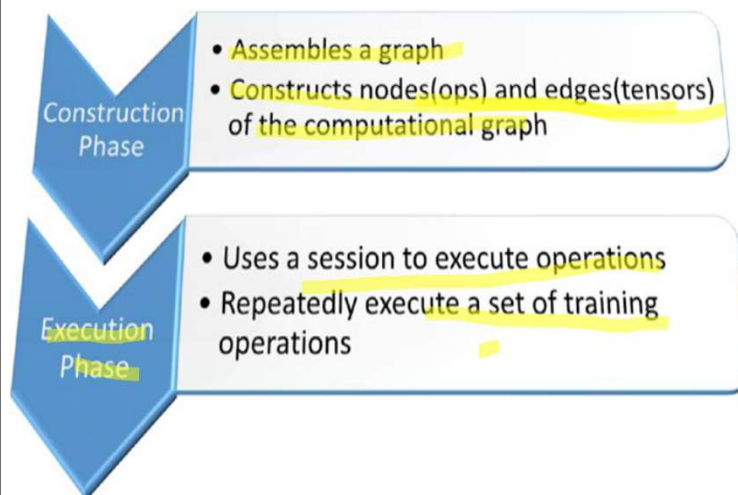 Construction
Phase
• Assembles a graph
• Constructs nodes(ops) and edges(tensors)
of the computational graph
Execution
Phase
• Uses a session to execute operations
• Repeatedly execute a set of training
operations